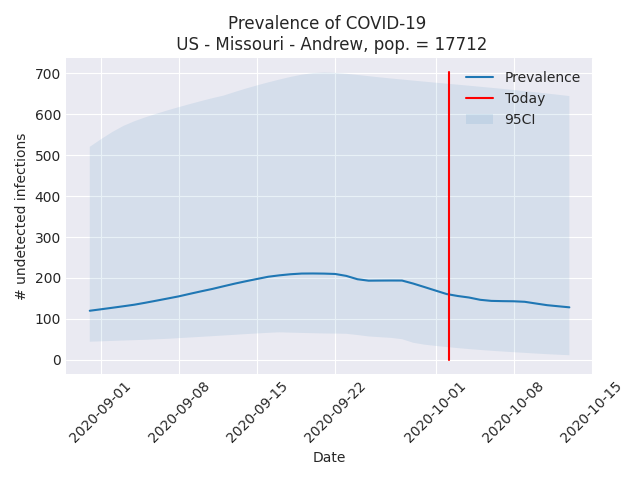 Prevalence of COVID-19
US - Missouri - Andrew, pop. = 17712
Prevalence
Today
95CI
# undetected infections
700
600
500
400
300
200
100
0
2020-09-01
2020-09-08
2020-09-15
2020-09-22
2020-10-01
2020-10-08
2020-10-15
Date